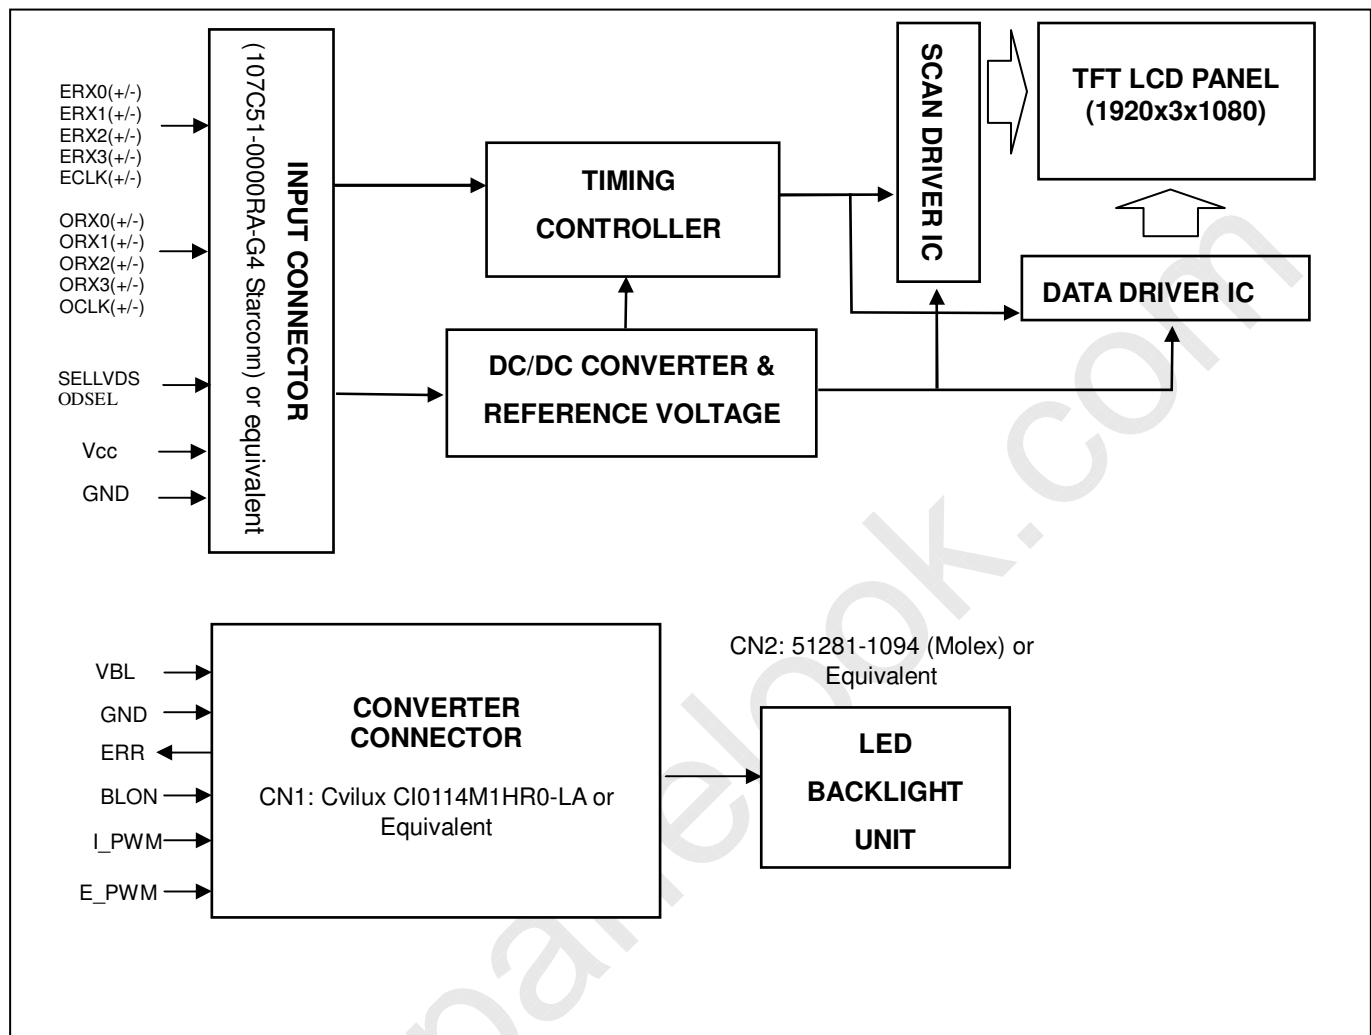 ERX0(+/-)
ERX1(+/-)
ERX2(+/-)
ERX3(+/-)
ECLK(+/-)
ORX0(+/-)
ORX1(+/-)
ORX2(+/-)
ORX3(+/-)
OCLK(+/-)
SELLVDS
ODSEL
Vcc
GND
INPUT CONNECTOR
(107C51-0000RA-G4 Starconn) or equivalent
TIMING
CONTROLLER
DC/DC CONVERTER &
REFERENCE VOLTAGE
SCAN DRIVER IC
TFT LCD PANEL
(1920x3x1080)
DATA DRIVER IC
VBL
GND
ERR
BLON
I_PWM
E_PWM
CONVERTER
CONNECTOR
CN1: Cvilux CI0114M1HR0-LA or
Equivalent
CN2: 51281-1094 (Molex) or
Equivalent
LED
BACKLIGHT
UNIT
panelook.com